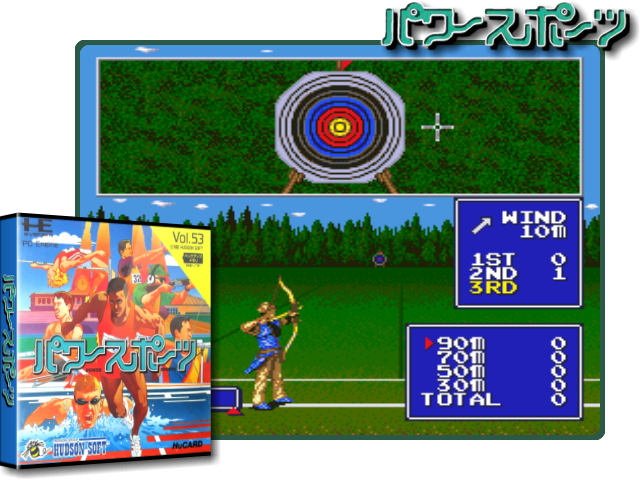 パワースポーツ
WIND
10m
1ST 0
2ND 1
3RD
90m 0
70m 0
50m 0
30m 0
TOTAL 0
PC Engine
Vol.53
パワースポーツ
HUDSON SOFT
HuCARD
パワースポーツ